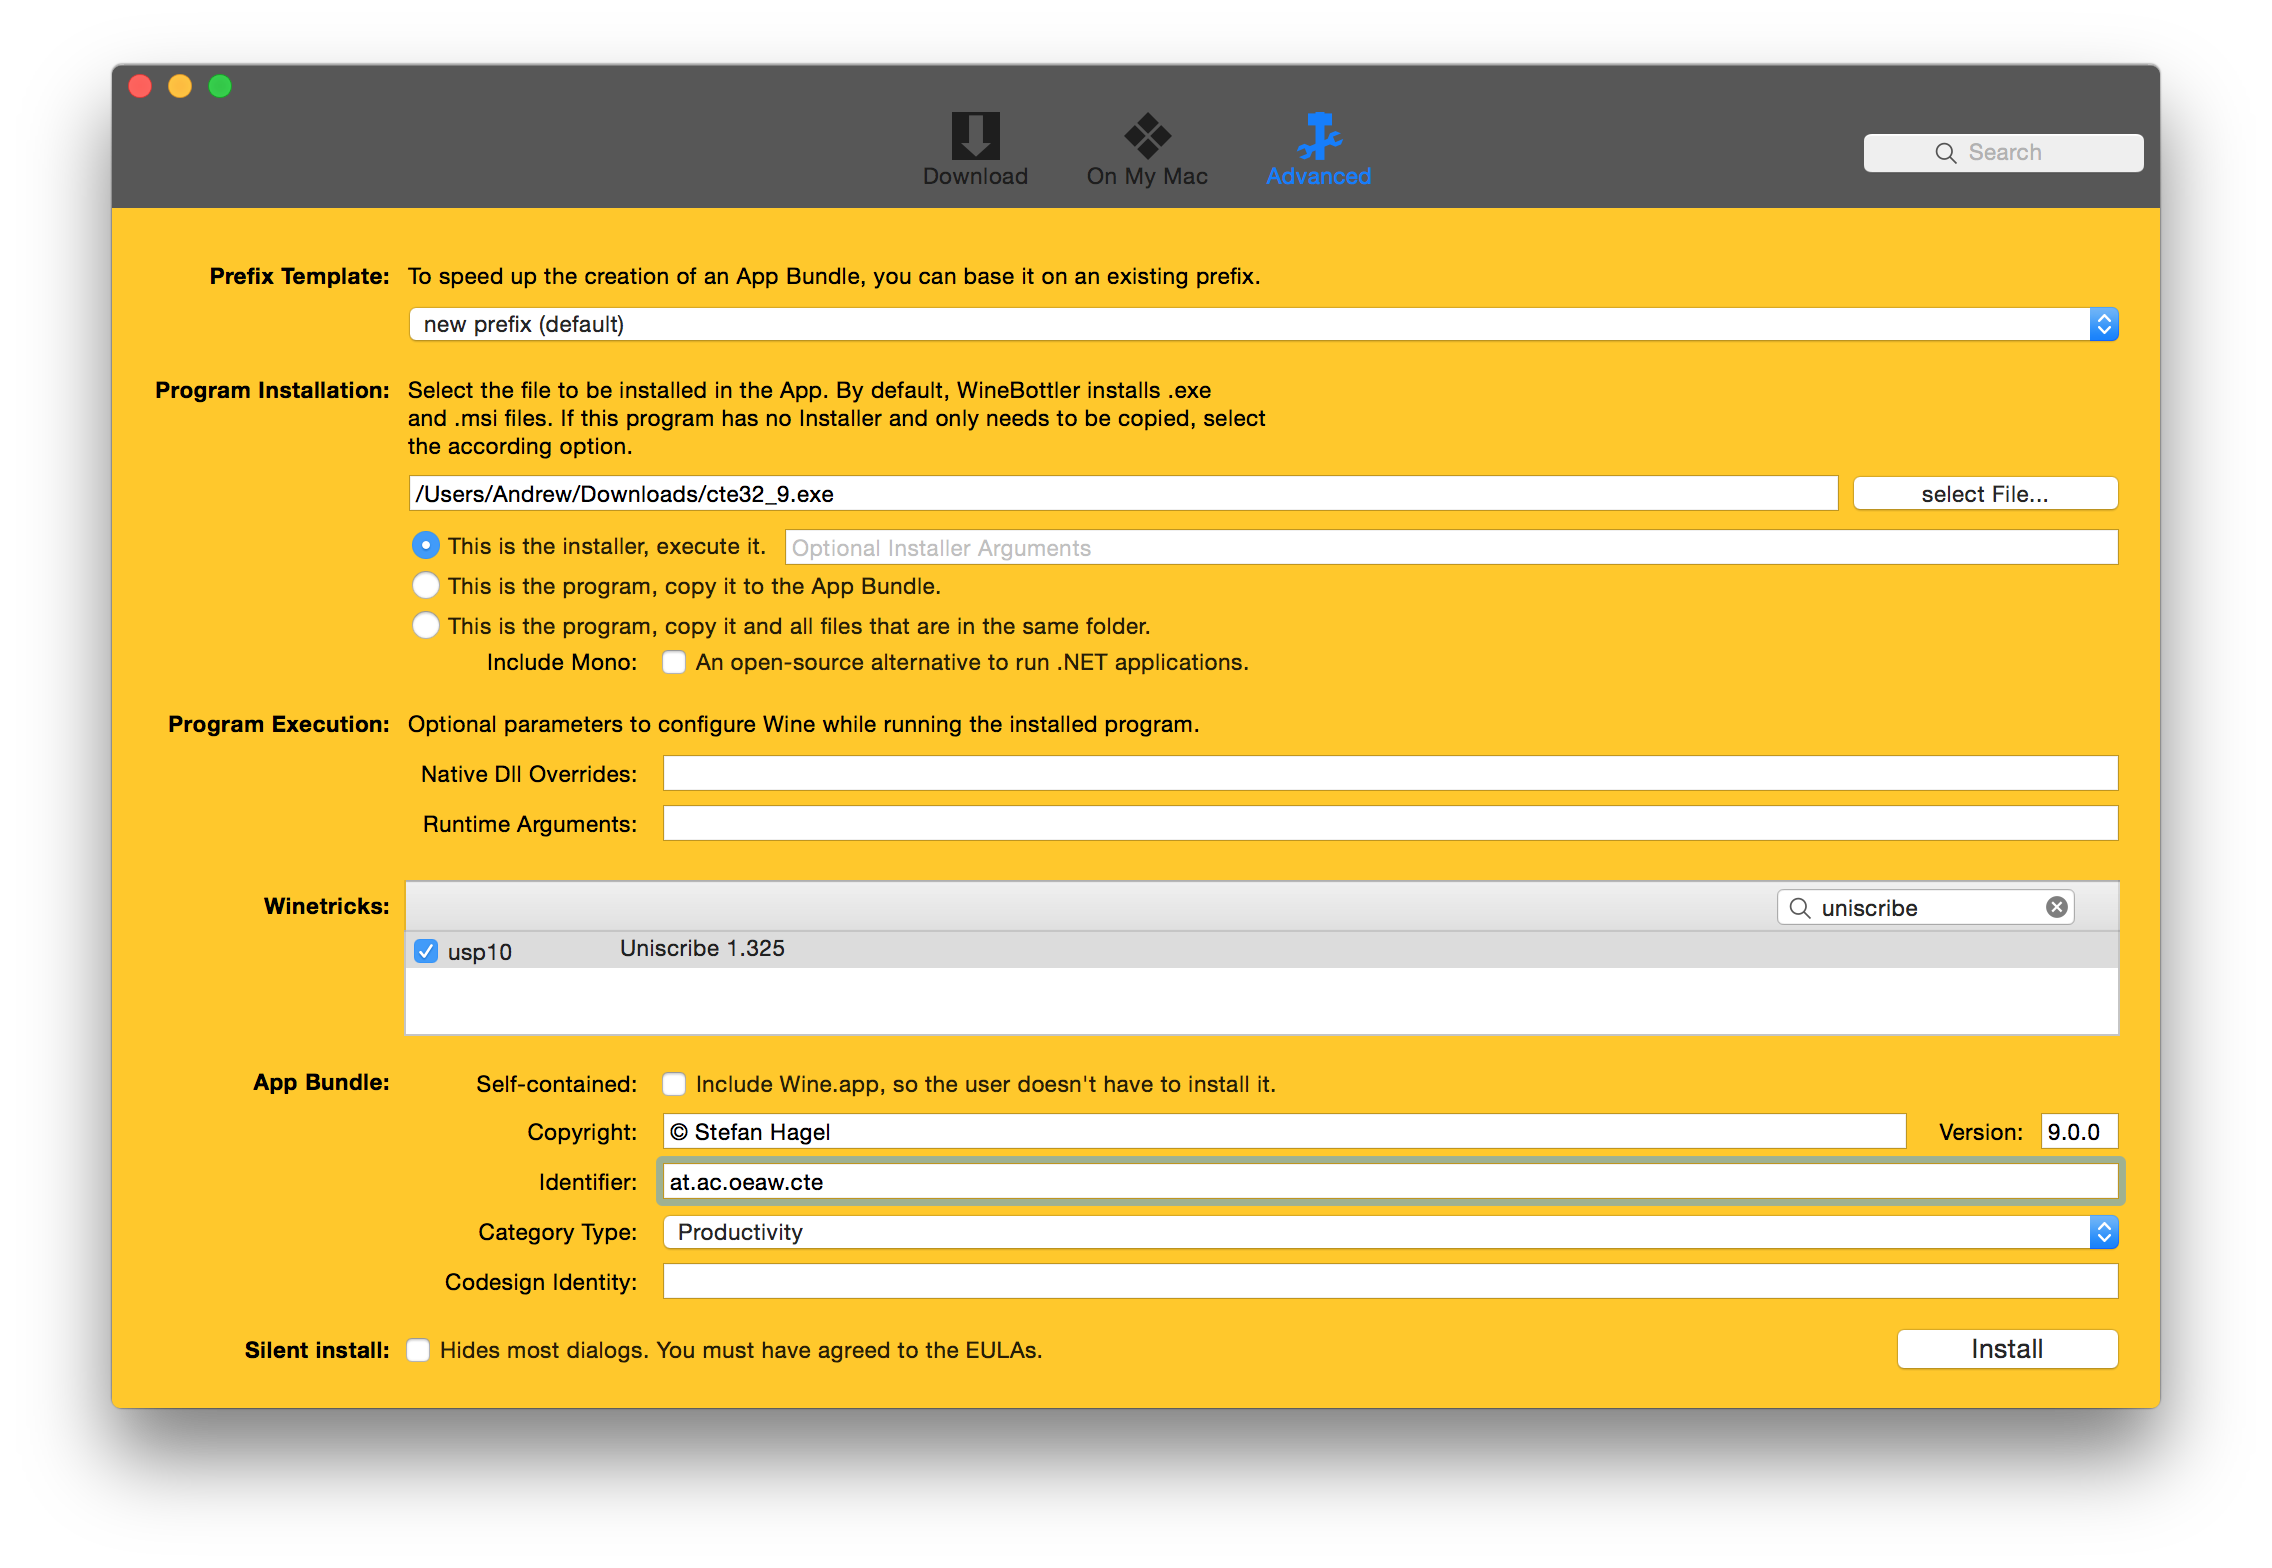 Download
On My Mac
Advanced
Search
Prefix Template: To speed up the creation of an App Bundle, you can base it on an existing prefix.
new prefix (default)
Program Installation: Select the file to be installed in the App. By default, WineBottler installs .exe
and .msi files. If this program has no Installer and only needs to be copied, select
the according option.
/Users/Andrew/Downloads/cte32_9.exe select File...
This is the installer, execute it. Optional Installer Arguments
This is the program, copy it to the App Bundle.
This is the program, copy it and all files that are in the same folder.
Include Mono: An open-source alternative to run .NET applications.
Program Execution: Optional parameters to configure Wine while running the installed program.
Native Dll Overrides:
Runtime Arguments:
Winetricks: uniscribe
usp10 Uniscribe 1.325
App Bundle: Self-contained: Include Wine.app, so the user doesn't have to install it.
Copyright: © Stefan Hagel Version: 9.0.0
Identifier: at.ac.oeaw.cte
Category Type: Productivity
Codesign Identity:
Silent install: Hides most dialogs. You must have agreed to the EULAs. Install